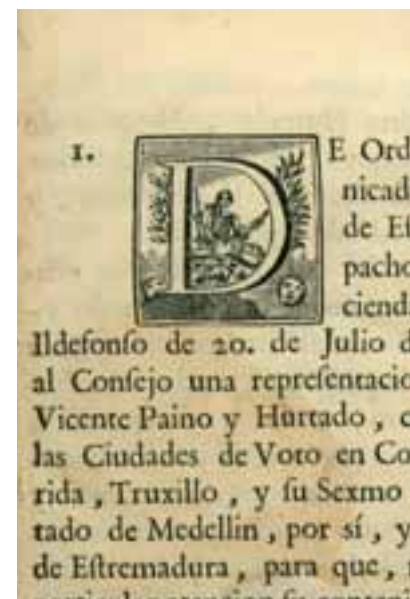 1. DE Ord
nicad
de E
pacho
ciend
Ildefonſo de 20. de Julio d
al Conſejo una repreſentacio
Vicente Paino y Hurtado , c
las Ciudades de Voto en Co
rida , Truxillo , y ſu Sexmo
tado de Medellin , por sí , y
de Eſtremadura , para que ,